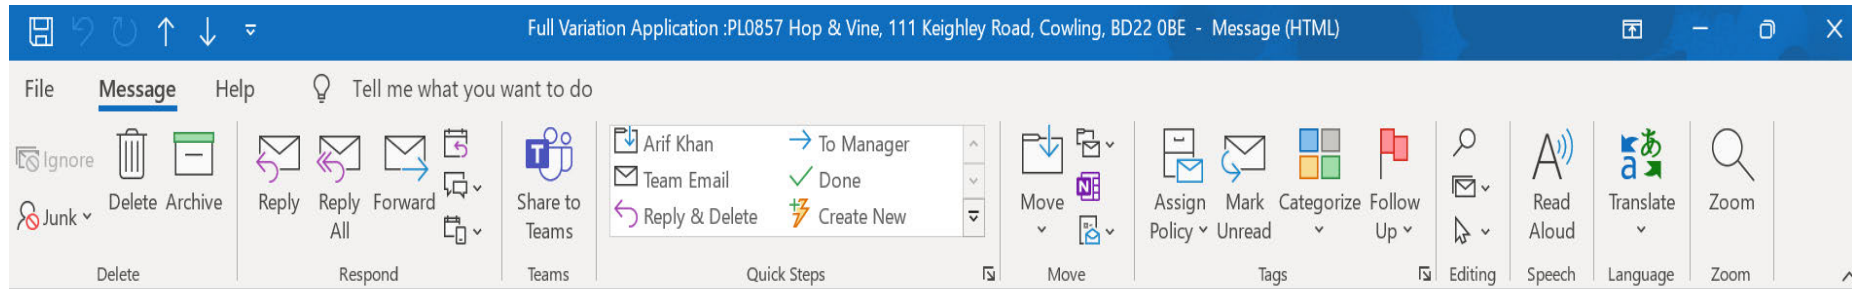 Full Variation Application :PL0857 Hop & Vine, 111 Keighley Road, Cowling, BD22 0BE - Message (HTML)
File Message Help Tell me what you want to do
Ignore
Junk
Delete Archive
Delete
Reply Reply All Forward
Respond
Share to Teams
Teams
Arif Khan To Manager
Team Email Done
Reply & Delete Create New
Quick Steps
Move
Move
Assign Policy Mark Unread Categorize Follow Up
Tags
Editing
Read Aloud
Speech
Translate
Language
Zoom
Zoom